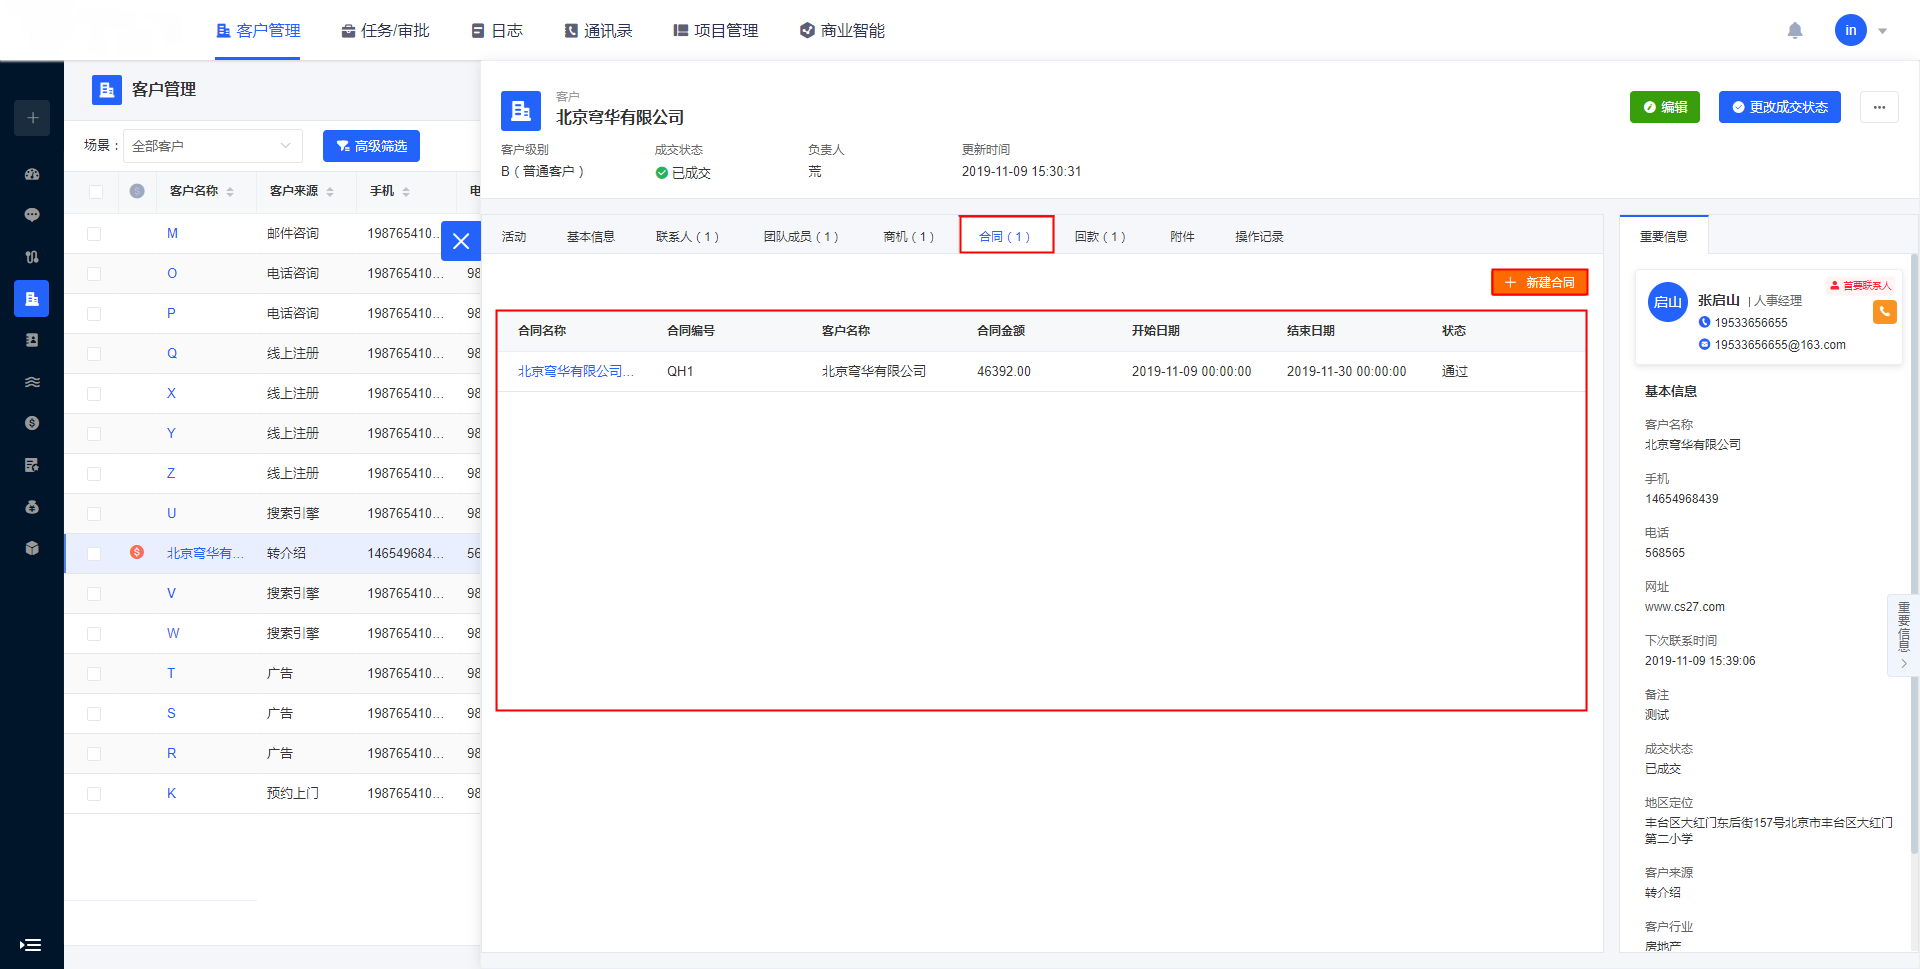 客户管理 任务/审批 日志 通讯录 项目管理 商业智能 in
客户管理
场景： 全部客户 高级筛选
客户名称 客户来源 手机 电
M 邮件咨询 198765410...
O 电话咨询 198765410... 98
P 电话咨询 198765410... 98
Q 线上注册 198765410... 98
X 线上注册 198765410... 98
Y 线上注册 198765410... 98
Z 线上注册 198765410... 98
U 搜索引擎 198765410... 98
北京穹华有... 转介绍 146549684... 56
V 搜索引擎 198765410... 98
W 搜索引擎 198765410... 98
T 广告 198765410... 98
S 广告 198765410... 98
R 广告 198765410... 98
K 预约上门 198765410... 98
客户
北京穹华有限公司
编辑 更改成交状态 ...
客户级别 成交状态 负责人 更新时间
B（普通客户） 已成交 荒 2019-11-09 15:30:31
活动 基本信息 联系人（1） 团队成员（1） 商机（1） 合同（1） 回款（1） 附件 操作记录
+ 新建合同
合同名称 合同编号 客户名称 合同金额 开始日期 结束日期 状态
北京穹华有限公司... QH1 北京穹华有限公司 46392.00 2019-11-09 00:00:00 2019-11-30 00:00:00 通过
重要信息
首要联系人
启山 张启山 | 人事经理
19533656655
19533656655@163.com
基本信息
客户名称
北京穹华有限公司
手机
14654968439
电话
568565
网址
www.cs27.com
下次联系时间
2019-11-09 15:39:06
备注
测试
成交状态
已成交
地区定位
丰台区大红门东后街157号北京市丰台区大红门
第二小学
客户来源
转介绍
客户行业
房地产
重要信息